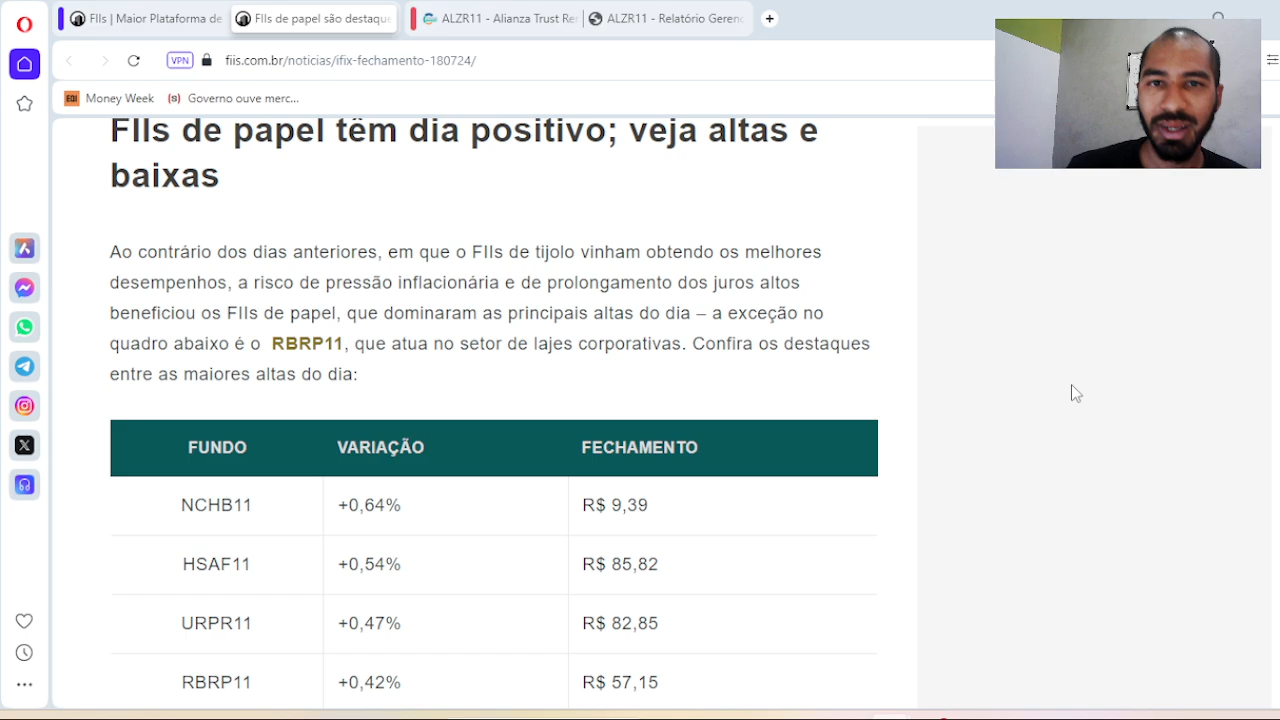 FIIs | Maior Plataforma de
FIIs de papel são destaque
ALZR11 - Alianza Trust Re
ALZR11 - Relatório Gerenc
VPN
fiis.com.br/noticias/ifix-fechamento-180724/
EQI
Money Week
(s)
Governo ouve merc...
FIIs de papel têm dia positivo; veja altas e
baixas
Ao contrário dos dias anteriores, em que o FIIs de tijolo vinham obtendo os melhores
desempenhos, a risco de pressão inflacionária e de prolongamento dos juros altos
beneficiou os FIIs de papel, que dominaram as principais altas do dia – a exceção no
quadro abaixo é o RBRP11, que atua no setor de lajes corporativas. Confira os destaques
entre as maiores altas do dia:
FUNDO VARIAÇÃO FECHAMENTO
NCHB11 +0,64% R$ 9,39
HSAF11 +0,54% R$ 85,82
URPR11 +0,47% R$ 82,85
RBRP11 +0,42% R$ 57,15